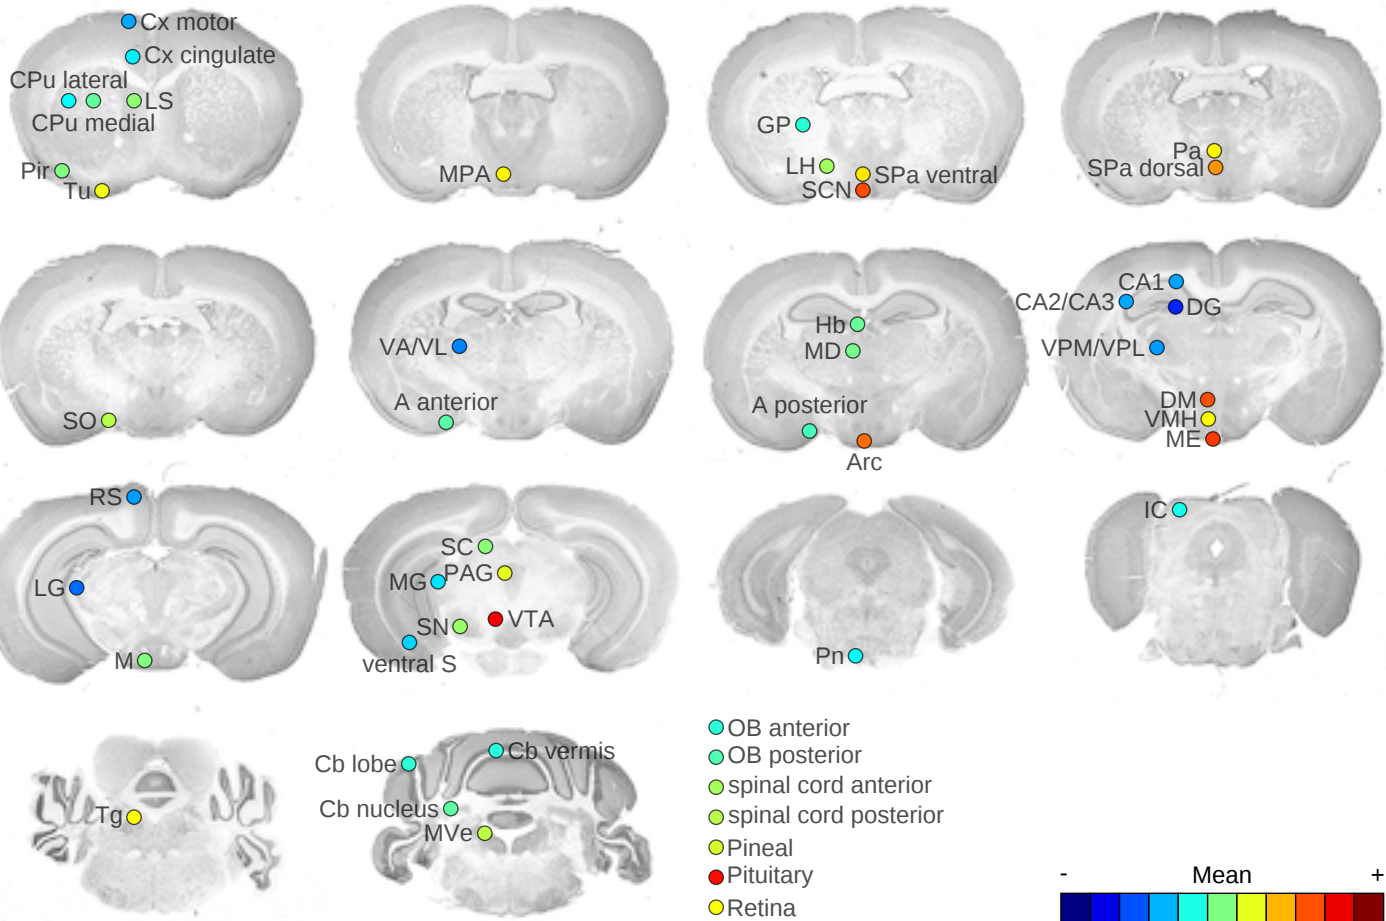 Cx motor
Cx cingulate
CPu lateral
LS
CPu medial
Pir
Tu
MPA
GP
LH
SPa ventral
SCN
Pa
SPa dorsal
SO
VA/VL
A anterior
Hb
MD
A posterior
Arc
CA1
CA2/CA3
DG
VPM/VPL
DM
VMH
ME
RS
LG
M
SC
MG
PAG
SN
VTA
ventral S
Pn
IC
Tg
Cb lobe
Cb vermis
Cb nucleus
MVe
OB anterior
OB posterior
spinal cord anterior
spinal cord posterior
Pineal
Pituitary
Retina
- Mean +